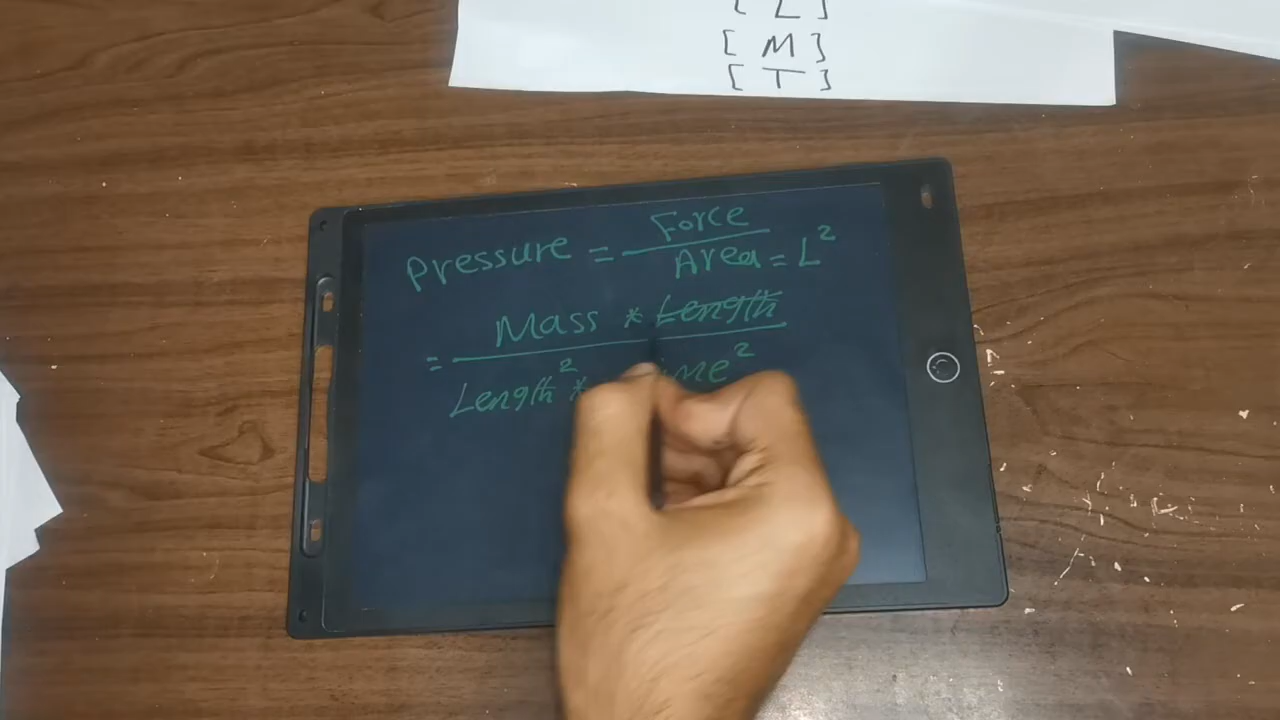 [ L ]
[ M ]
[ T ]
Pressure = Force
Area = L²
= Mass * Length
Length² *